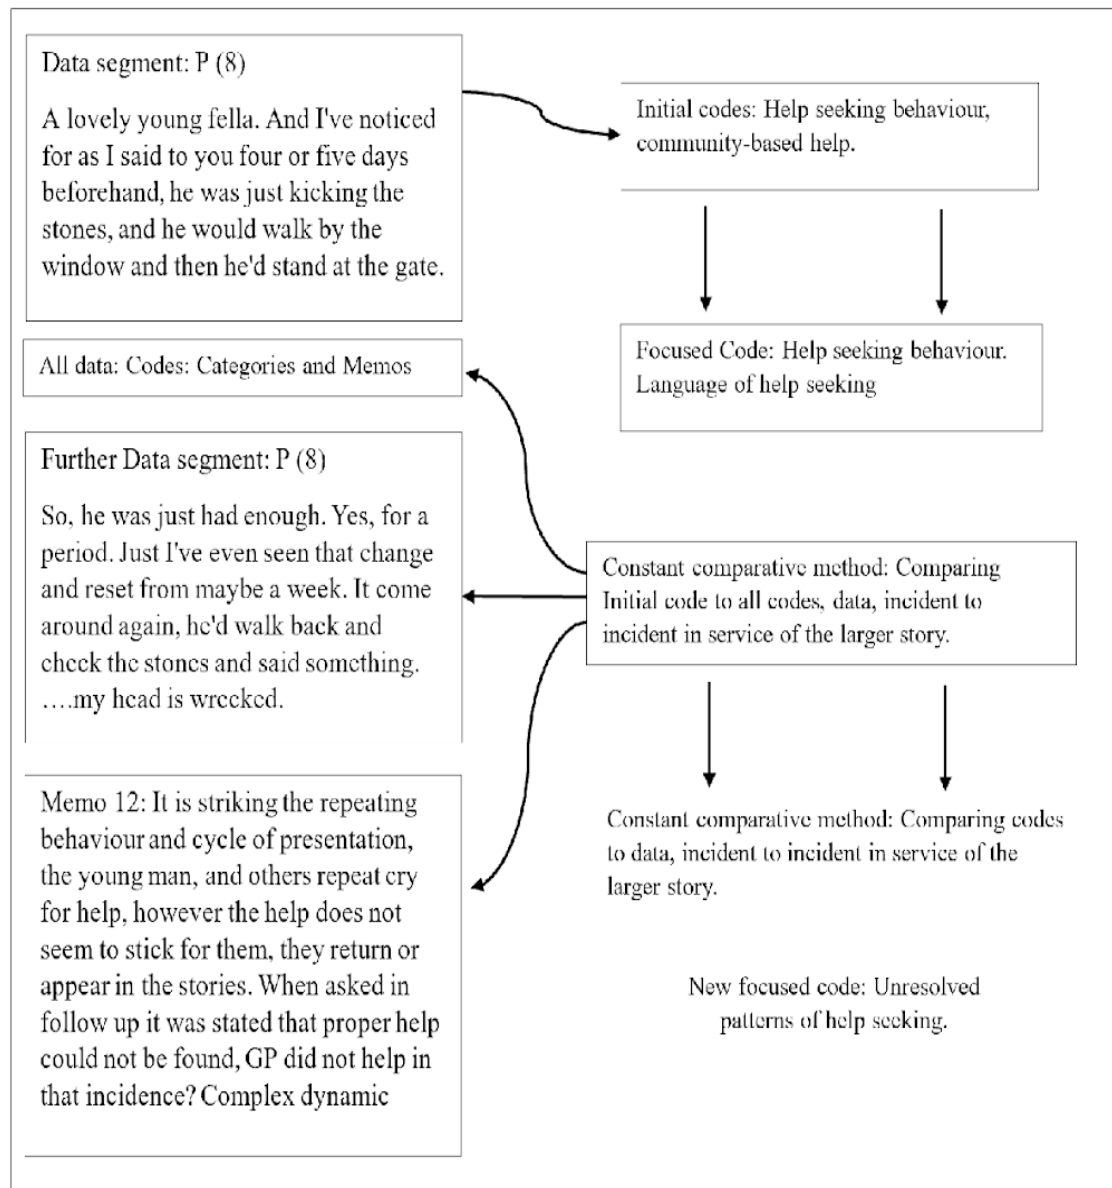 Data segment: P (8)
A lovely young fella. And I've noticed
for as I said to you four or five days
beforehand, he was just kicking the
stones, and he would walk by the
window and then he'd stand at the gate.
Initial codes: Help seeking behaviour,
community-based help.
Focused Code: Help seeking behaviour.
Language of help seeking
All data: Codes: Categories and Memos
Further Data segment: P (8)
So, he was just had enough. Yes, for a
period. Just I've even seen that change
and reset from maybe a week. It come
around again, he'd walk back and
check the stones and said something.
….my head is wrecked.
Constant comparative method: Comparing
Initial code to all codes, data, incident to
incident in service of the larger story.
Memo 12: It is striking the repeating
behaviour and cycle of presentation,
the young man, and others repeat cry
for help, however the help does not
seem to stick for them, they return or
appear in the stories. When asked in
follow up it was stated that proper help
could not be found, GP did not help in
that incidence? Complex dynamic
Constant comparative method: Comparing codes
to data, incident to incident in service of the
larger story.
New focused code: Unresolved
patterns of help seeking.